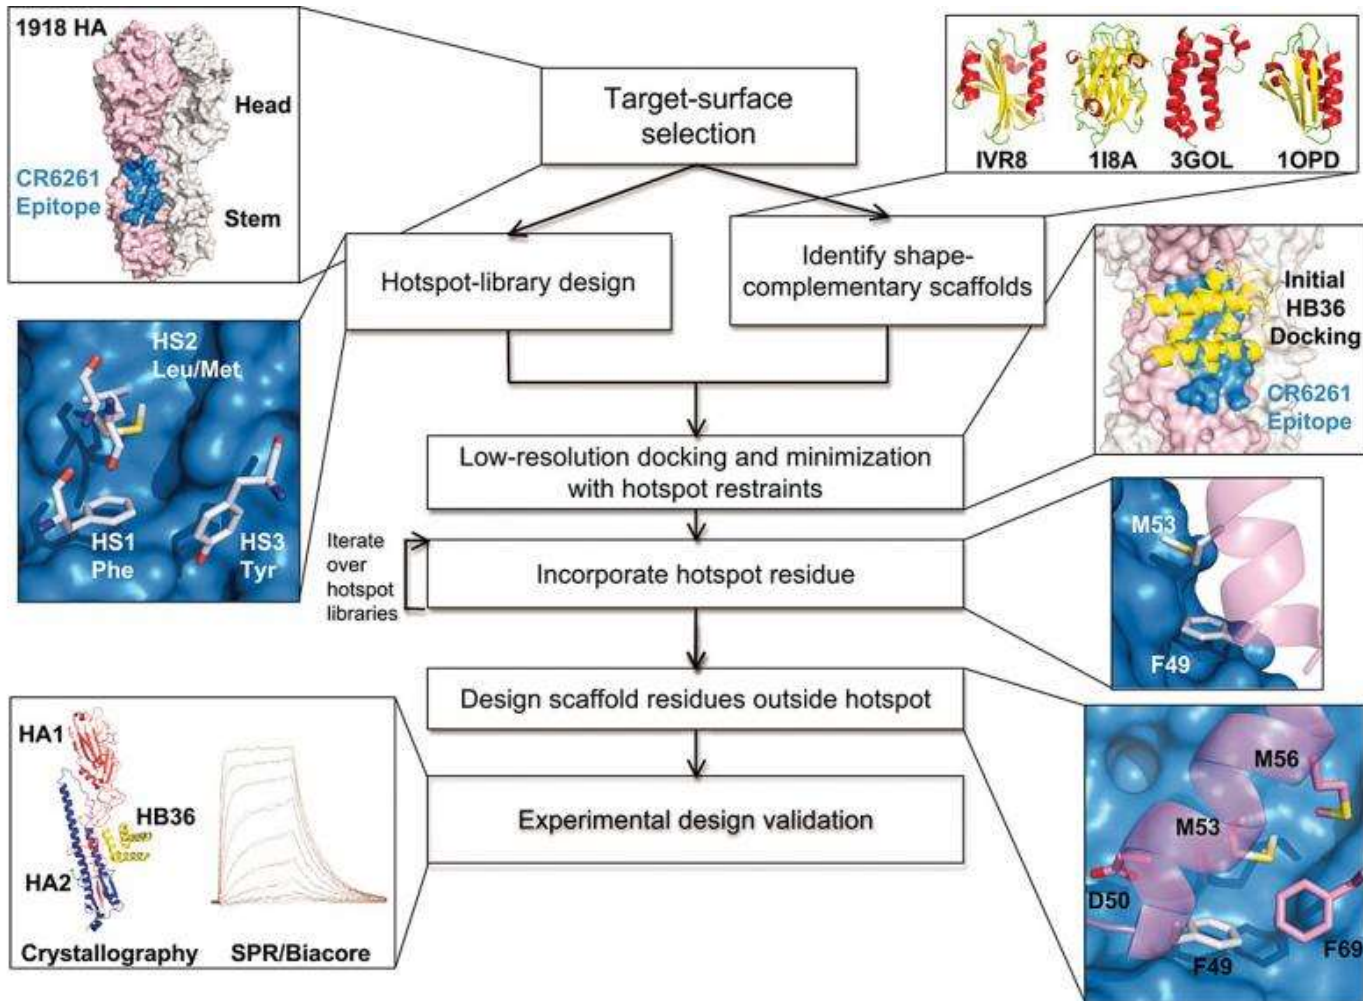 1918 HA
Head
CR6261
Epitope
Stem
Target-surface
selection
IVR8
1I8A
3GOL
1OPD
Hotspot-library design
Identify shape-
complementary scaffolds
HS2
Leu/Met
HS1
Phe
HS3
Tyr
Initial
HB36
Docking
CR6261
Epitope
Low-resolution docking and minimization
with hotspot restraints
Iterate
over
hotspot
libraries
Incorporate hotspot residue
M53
F49
Design scaffold residues outside hotspot
HA1
HB36
HA2
Crystallography
SPR/Biacore
Experimental design validation
M56
M53
D50
F49
F69